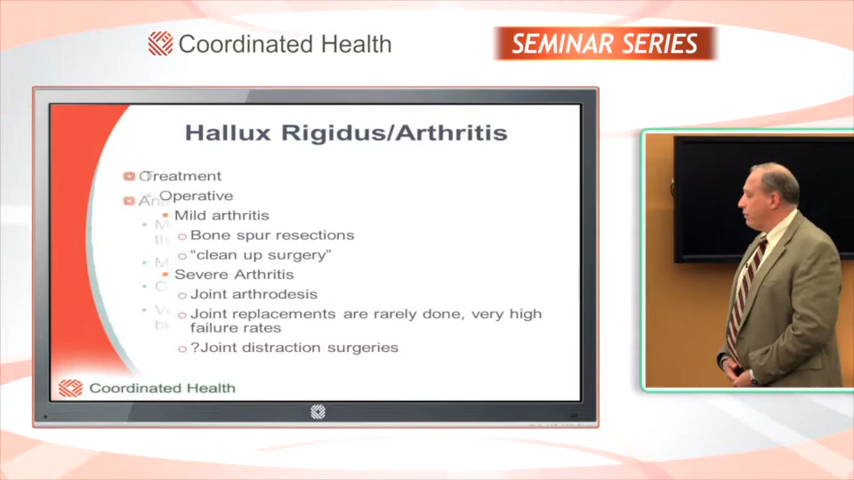 Coordinated Health
SEMINAR SERIES
Hallux Rigidus/Arthritis
Treatment
Operative
Mild arthritis
Bone spur resections
"clean up surgery"
Severe Arthritis
Joint arthrodesis
Joint replacements are rarely done, very high
failure rates
?Joint distraction surgeries
Coordinated Health